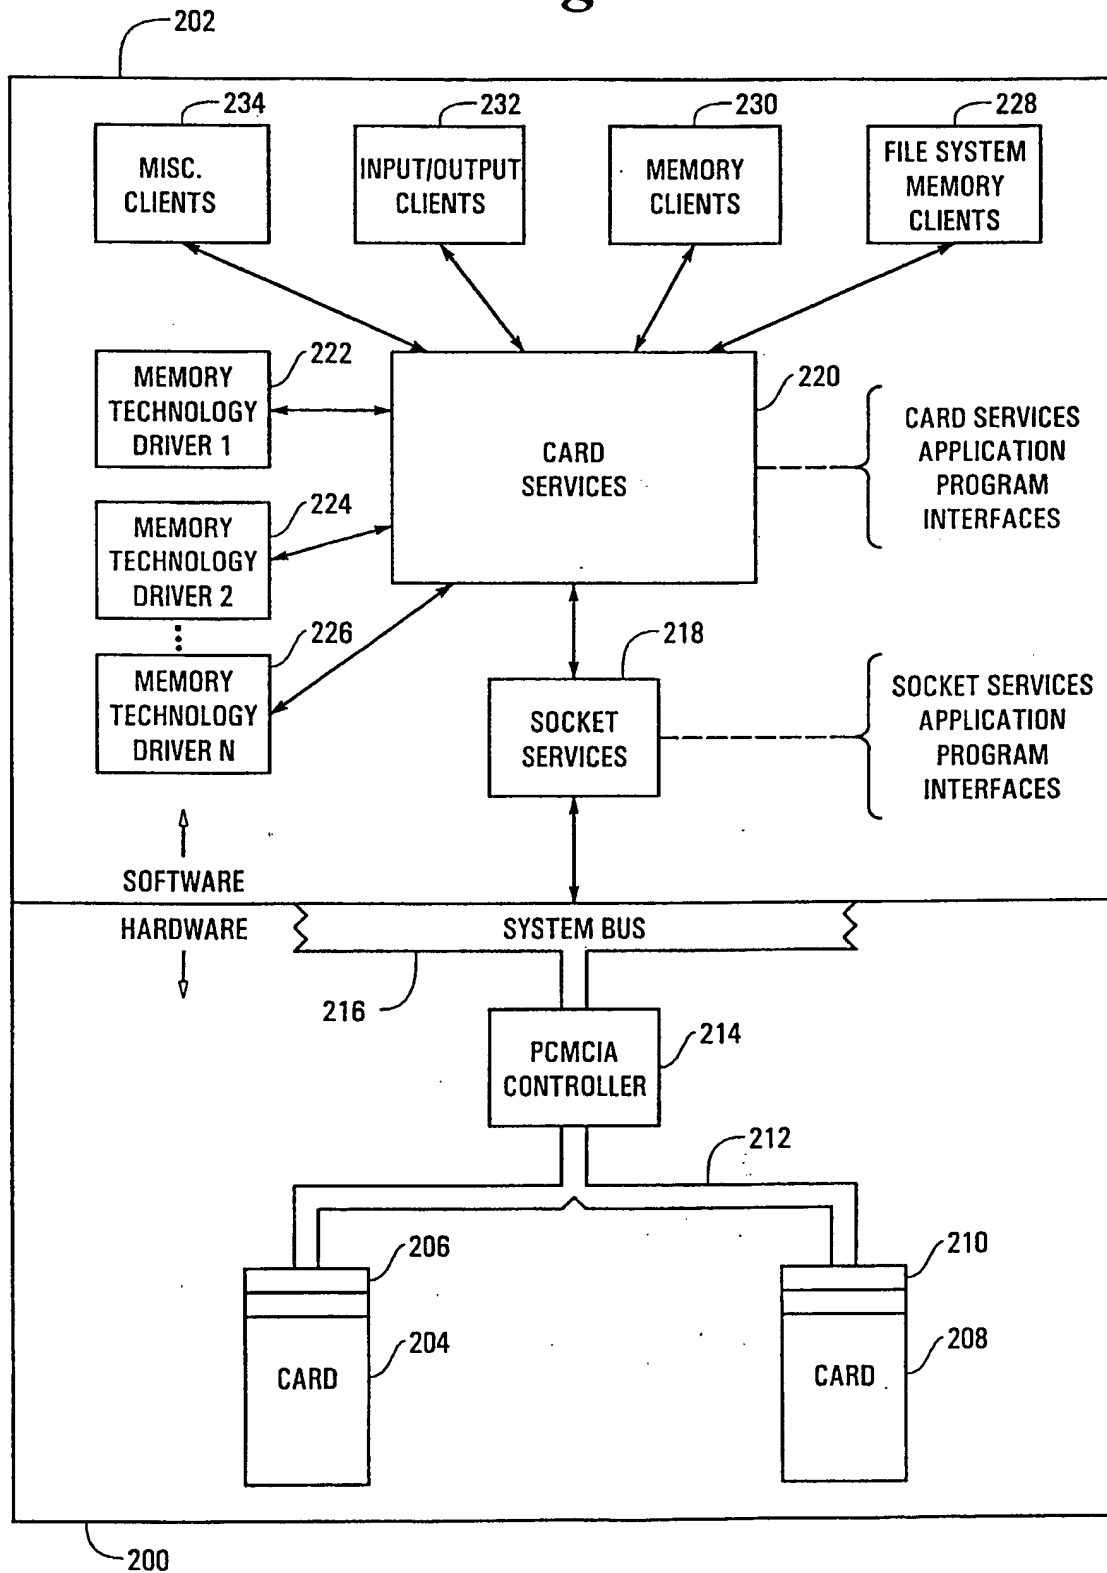 202
234
232
230
228
MISC.
CLIENTS
INPUT/OUTPUT
CLIENTS
MEMORY
CLIENTS
FILE SYSTEM
MEMORY
CLIENTS
222
MEMORY
TECHNOLOGY
DRIVER 1
220
CARD
SERVICES
CARD SERVICES
APPLICATION
PROGRAM
INTERFACES
224
MEMORY
TECHNOLOGY
DRIVER 2
226
MEMORY
TECHNOLOGY
DRIVER N
218
SOCKET
SERVICES
SOCKET SERVICES
APPLICATION
PROGRAM
INTERFACES
SOFTWARE
HARDWARE
SYSTEM BUS
216
PCMCIA
CONTROLLER
214
212
206
204
CARD
210
208
CARD
200